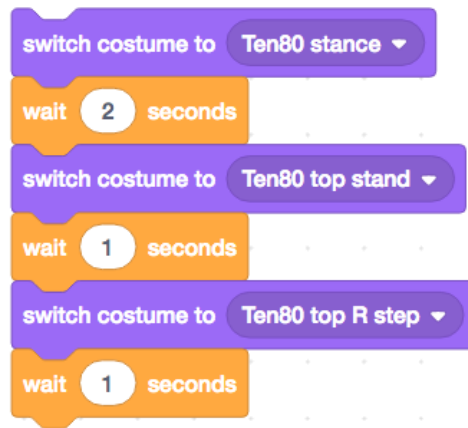 switch costume to Ten80 stance
wait 2 seconds
switch costume to Ten80 top stand
wait 1 seconds
switch costume to Ten80 top R step
wait 1 seconds